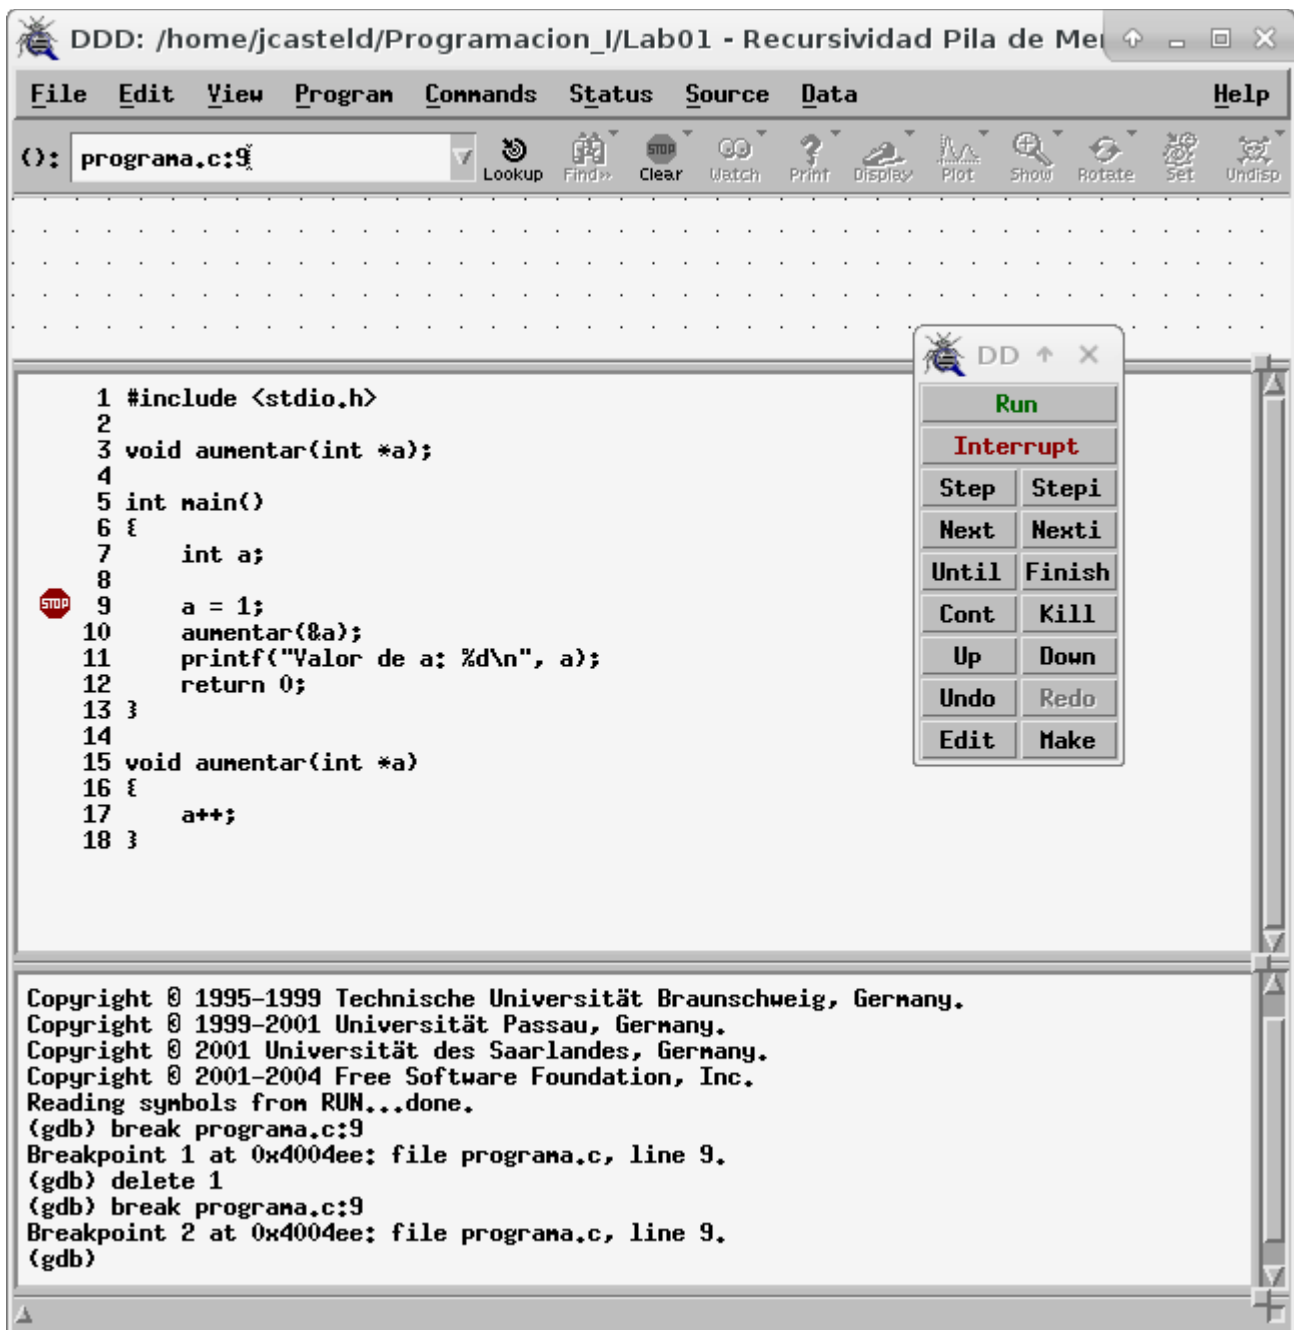 DDD: /home/jcasteld/Programacion_I/Lab01 - Recursividad Pila de Me
File Edit View Program Commands Status Source Data Help
(): programa.c:9
Lookup Find» Clear Watch Print Display Plot Show Rotate Set Undisp
STOP
DD
Run
Interrupt
Step Stepi
Next Nexti
Until Finish
Cont Kill
Up Down
Undo Redo
Edit Make
1 #include <stdio.h>
2
3 void aumentar(int *a);
4
5 int main()
6 {
7     int a;
8
STOP 9     a = 1;
10     aumentar(&a);
11     printf("Valor de a: %d\n", a);
12     return 0;
13 }
14
15 void aumentar(int *a)
16 {
17     a++;
18 }
Copyright © 1995-1999 Technische Universität Braunschweig, Germany.
Copyright © 1999-2001 Universität Passau, Germany.
Copyright © 2001 Universität des Saarlandes, Germany.
Copyright © 2001-2004 Free Software Foundation, Inc.
Reading symbols from RUN...done.
(gdb) break programa.c:9
Breakpoint 1 at 0x4004ee: file programa.c, line 9.
(gdb) delete 1
(gdb) break programa.c:9
Breakpoint 2 at 0x4004ee: file programa.c, line 9.
(gdb)